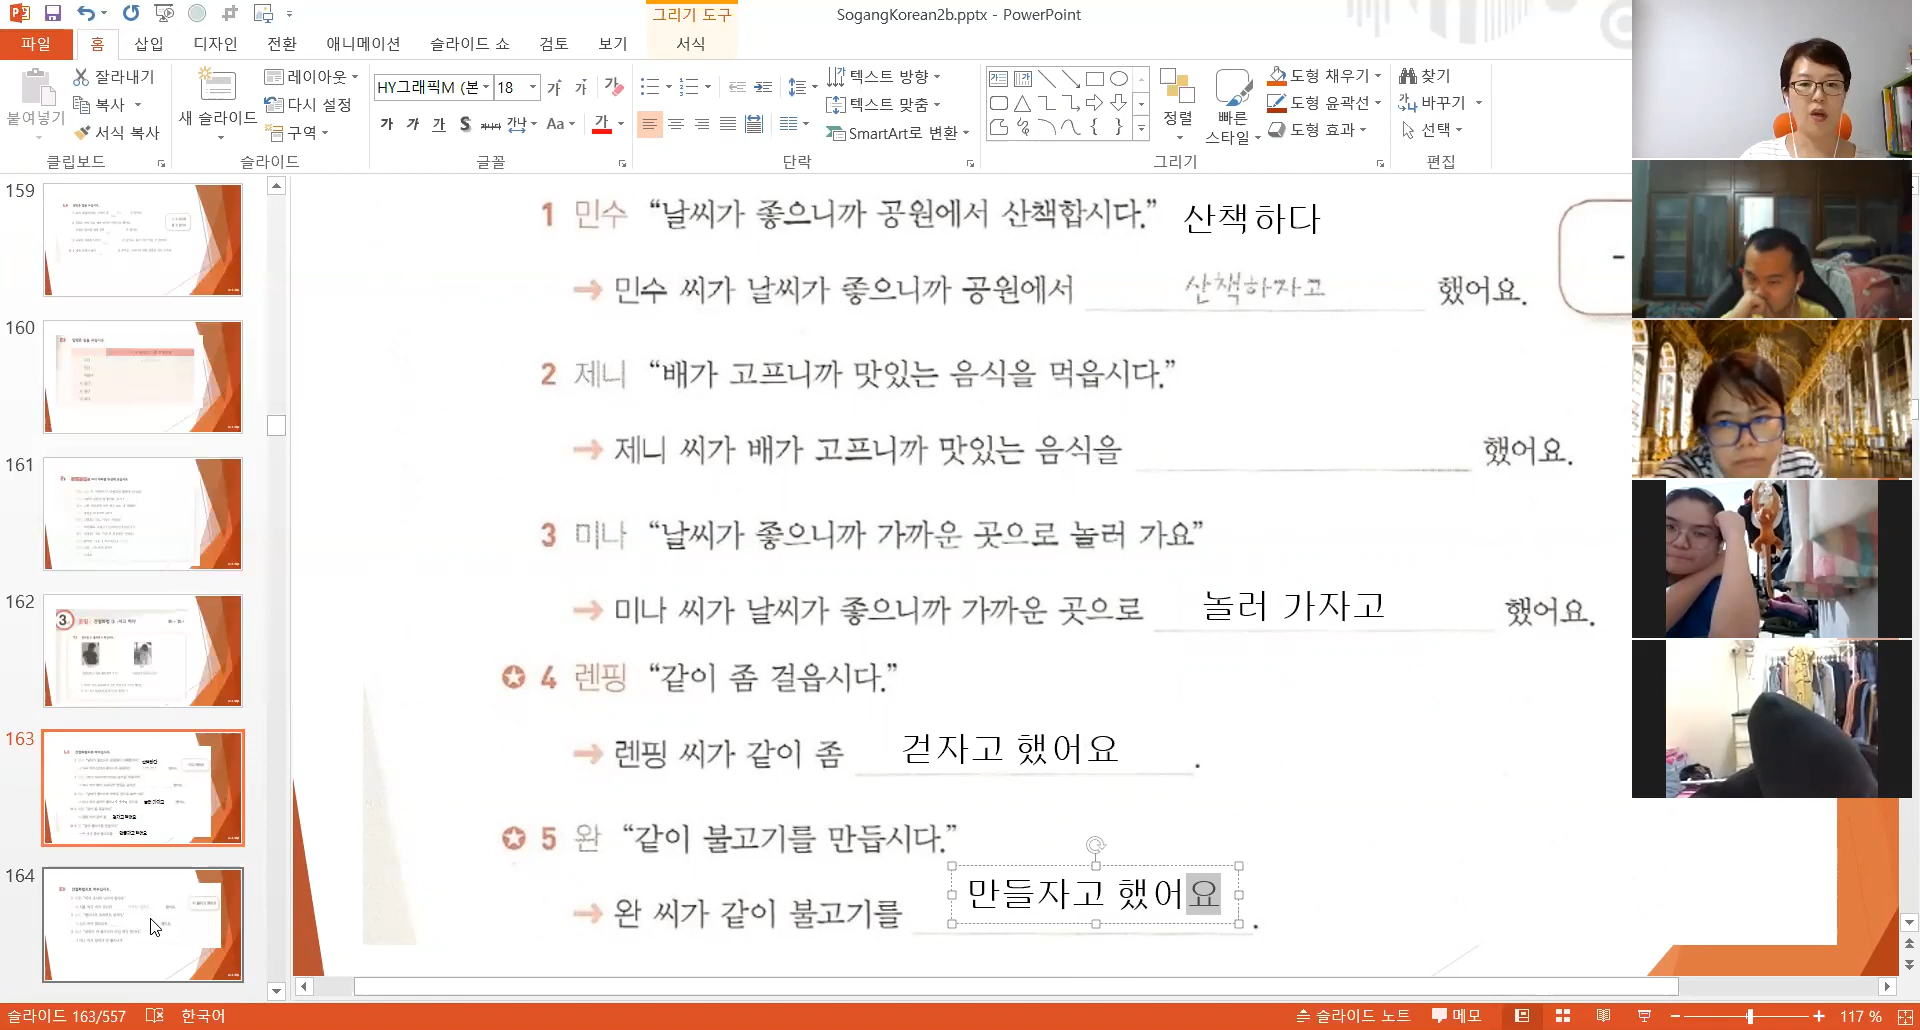 SogangKorean2b.pptx - PowerPoint
그리기 도구
파일 홈 삽입 디자인 전환 애니메이션 슬라이드 쇼 검토 보기 서식
붙여넣기
잘라내기
복사
서식 복사
클립보드
새 슬라이드
레이아웃
다시 설정
구역
슬라이드
HY그래픽M (본 18
가 가 가 S 가나다 간낫 Aa 가
글꼴
텍스트 방향
텍스트 맞춤
SmartArt로 변환
단락
정렬
빠른 스타일
도형 채우기
도형 윤곽선
도형 효과
그리기
찾기
바꾸기
선택
편집
159
160
161
162
163
164
1 민수 “날씨가 좋으니까 공원에서 산책합시다.” 산책하다
→ 민수 씨가 날씨가 좋으니까 공원에서 산책하자고 했어요.
2 제니 “배가 고프니까 맛있는 음식을 먹읍시다.”
→ 제니 씨가 배가 고프니까 맛있는 음식을 했어요.
3 미나 “날씨가 좋으니까 가까운 곳으로 놀러 가요”
→ 미나 씨가 날씨가 좋으니까 가까운 곳으로 놀러 가자고 했어요.
4 렌핑 “같이 좀 걸읍시다.”
→ 렌핑 씨가 같이 좀 걷자고 했어요.
5 완 “같이 불고기를 만듭시다.”
→ 완 씨가 같이 불고기를 만들자고 했어요.
슬라이드 163/557 한국어
슬라이드 노트 메모 117 %